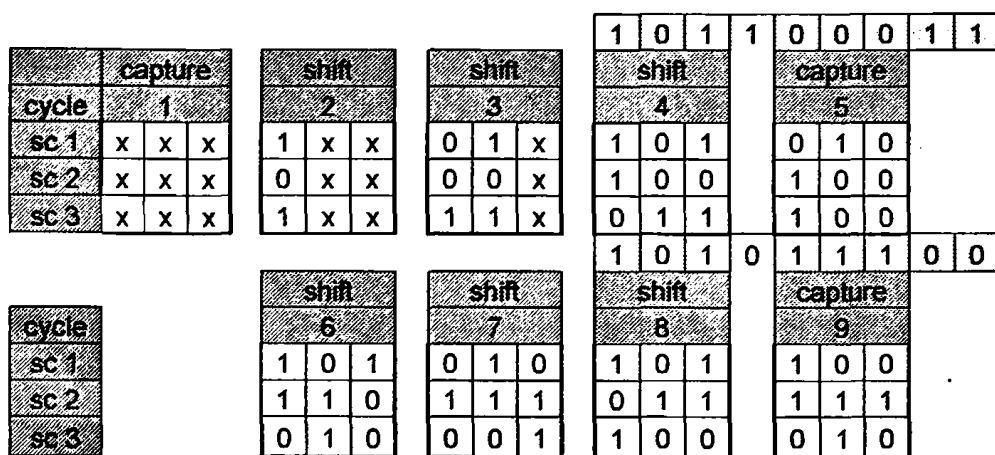 1 0 1 1 0 0 0 1 1
capture shift shift shift capture
cycle 1 2 3 4 5
sc 1 x x x 1 x x 0 1 x 1 0 1 0 1 0
sc 2 x x x 0 x x 0 0 x 1 0 0 1 0 0
sc 3 x x x 1 x x 1 1 x 0 1 1 1 0 0
1 0 1 0 1 1 1 0 0
shift shift shift capture
cycle 6 7 8 9
sc 1 1 0 1 0 1 0 1 0 1 1 0 0
sc 2 1 1 0 1 1 1 0 1 1 1 1 1
sc 3 0 1 0 0 0 1 1 0 0 0 1 0